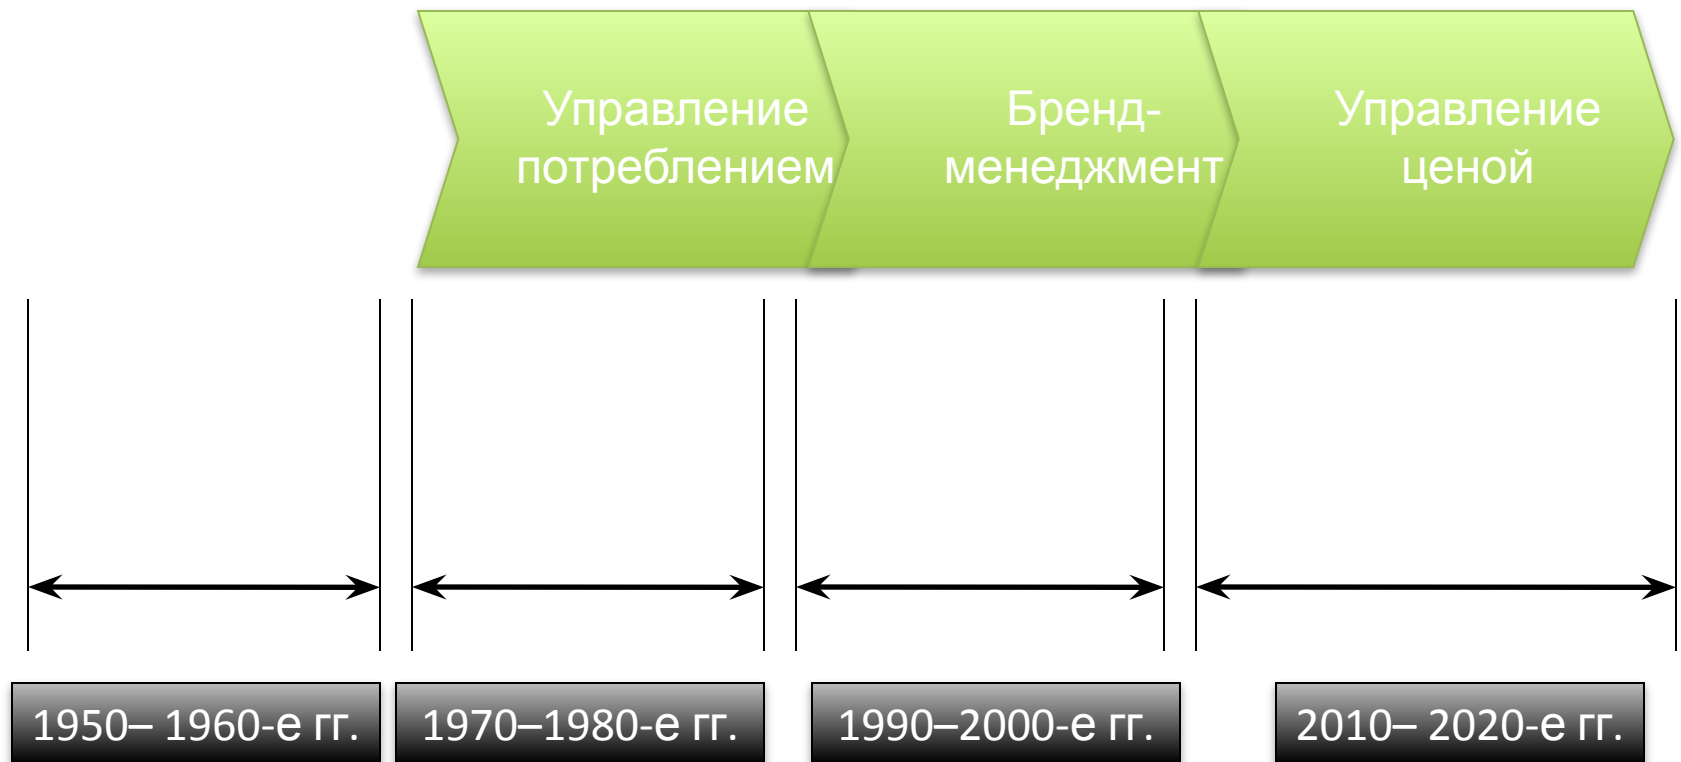 Управление
потреблением
Бренд-
менеджмент
Управление
ценой
1950– 1960-е гг.
1970–1980-е гг.
1990–2000-е гг.
2010– 2020-е гг.